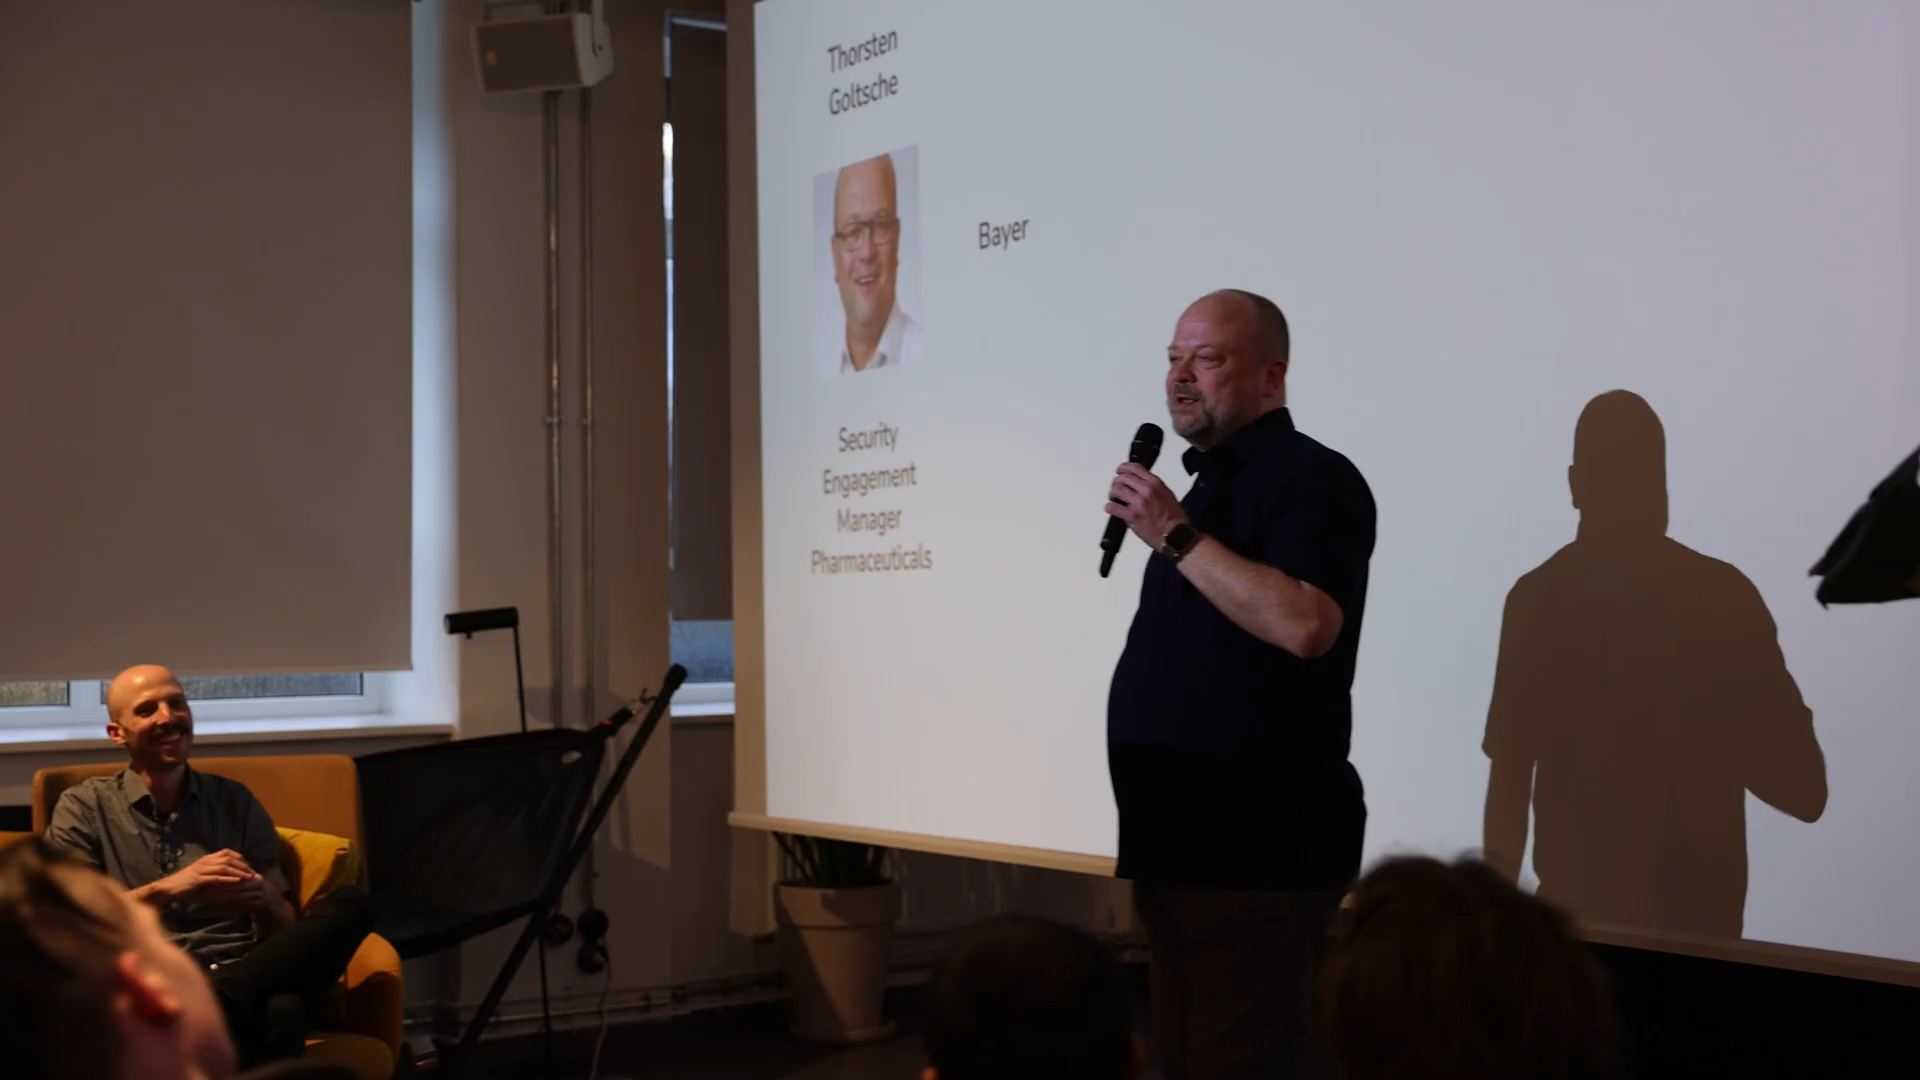 Thorsten
Goltsche
Bayer
Security
Engagement
Manager
Pharmaceuticals